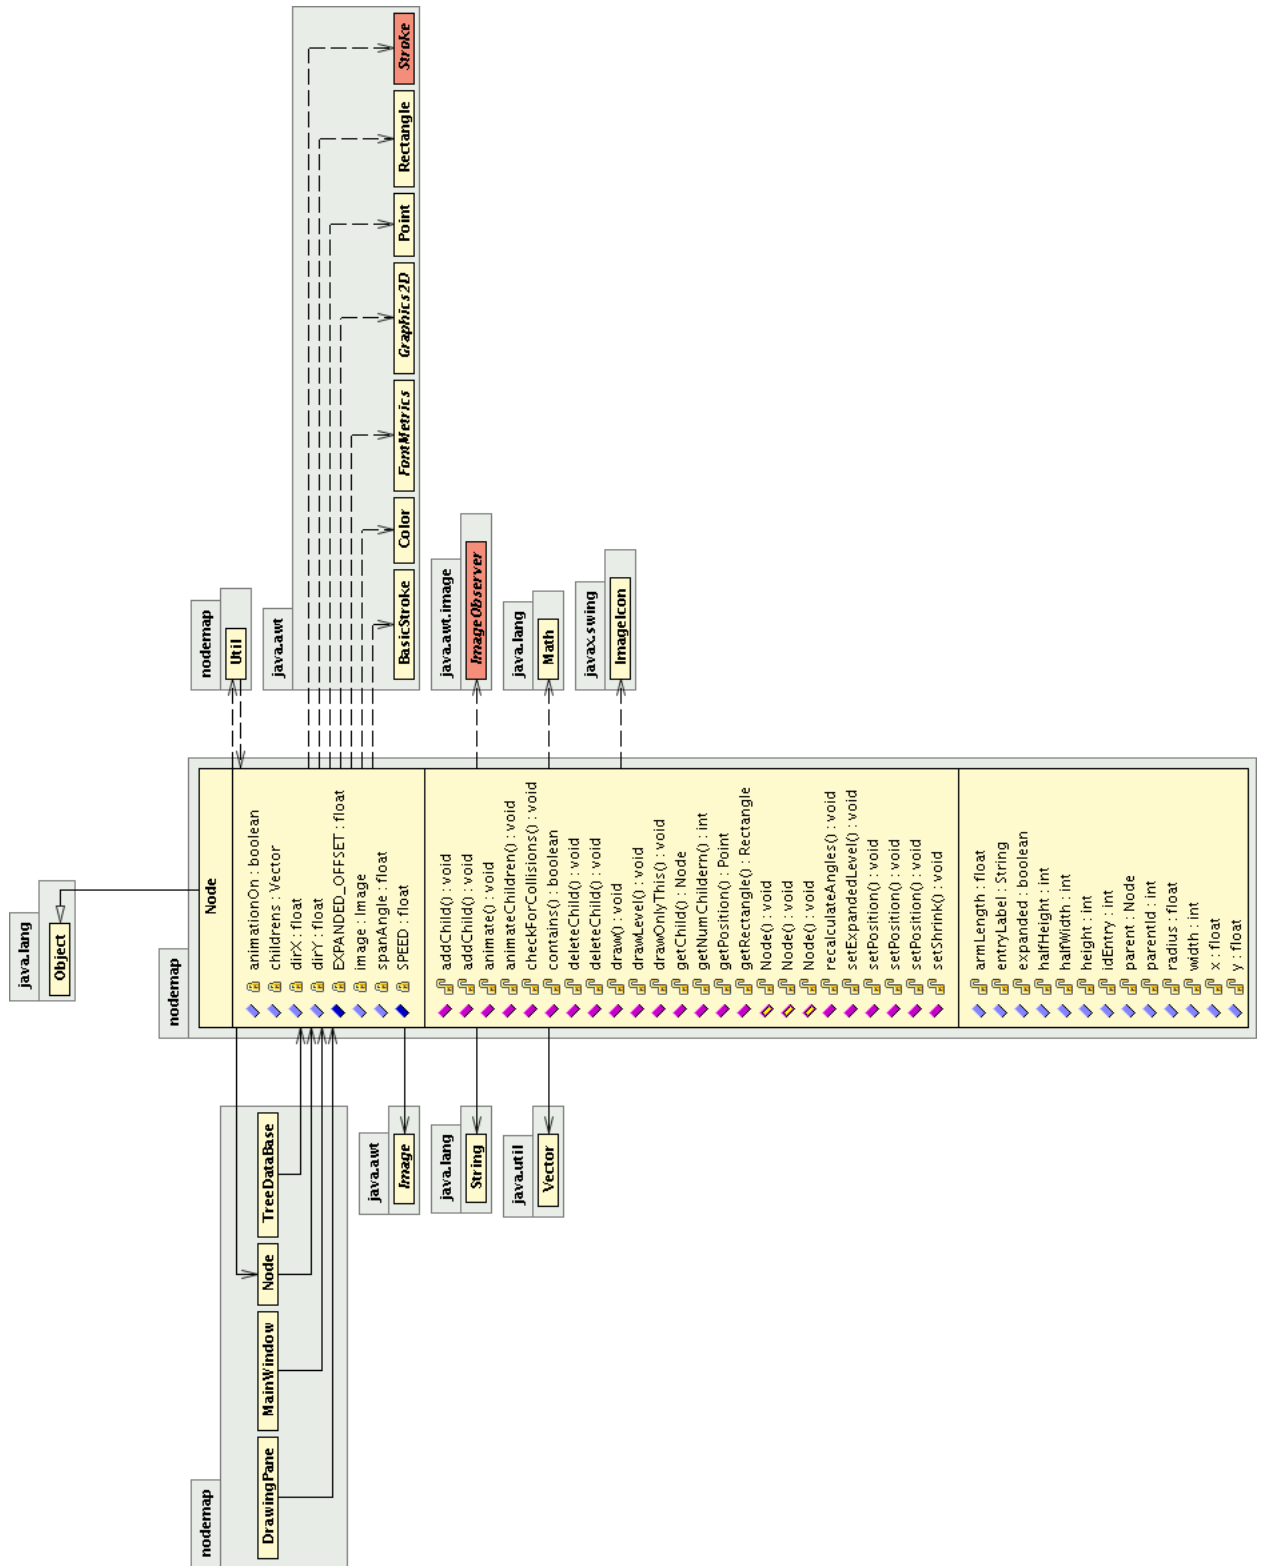 java.lang
Object
nodemap
Node
animationOn : boolean
childrens : Vector
dirX : float
dirY : float
EXPANDED_OFFSET : float
image : Image
spanAngle : float
SPEED : float
addChild() : void
addChild() : void
animate() : void
animateChildren() : void
checkForCollisions() : void
contains() : boolean
deleteChild() : void
deleteChild() : void
draw() : void
drawLevel() : void
drawOnlyThis() : void
getChild() : Node
getNumChildern() : int
getPosition() : Point
getRectangle() : Rectangle
Node() : void
Node() : void
Node() : void
recalculateAngles() : void
setExpandedLevel() : void
setPosition() : void
setPosition() : void
setPosition() : void
setShrink() : void
armLength : float
entryLabel : String
expanded : boolean
halfHeight : int
halfWidth : int
height : int
idEntry : int
parent : Node
parentId : int
radius : float
width : int
x : float
y : float
nodemap
DrawingPane
MainWindow
Node
TreeDataBase
java.awt
Image
java.lang
String
java.util
Vector
nodemap
Util
java.awt
BasicStroke
Color
FontMetrics
Graphics2D
Point
Rectangle
Stroke
java.awt.image
ImageObserver
java.lang
Math
javax.swing
ImageIcon